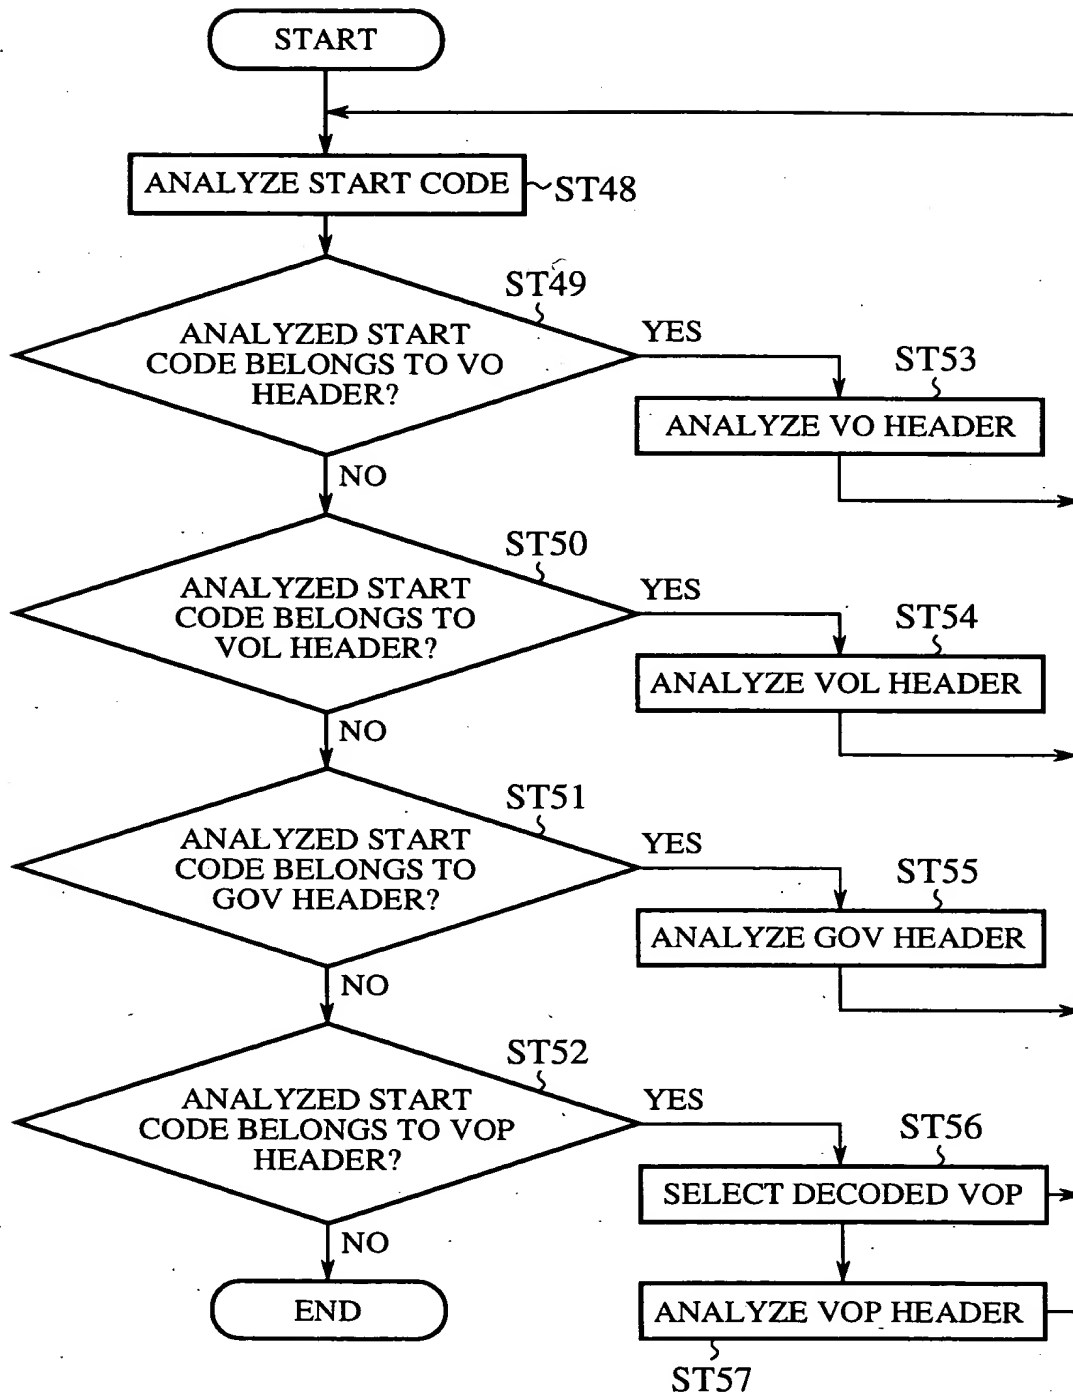 START
ANALYZE START CODE
ST48
ST49
ANALYZED START
CODE BELONGS TO VO
HEADER?
YES
ST53
ANALYZE VO HEADER
NO
ST50
ANALYZED START
CODE BELONGS TO
VOL HEADER?
YES
ST54
ANALYZE VOL HEADER
NO
ST51
ANALYZED START
CODE BELONGS TO
GOV HEADER?
YES
ST55
ANALYZE GOV HEADER
NO
ST52
ANALYZED START
CODE BELONGS TO VOP
HEADER?
YES
ST56
SELECT DECODED VOP
NO
END
ANALYZE VOP HEADER
ST57